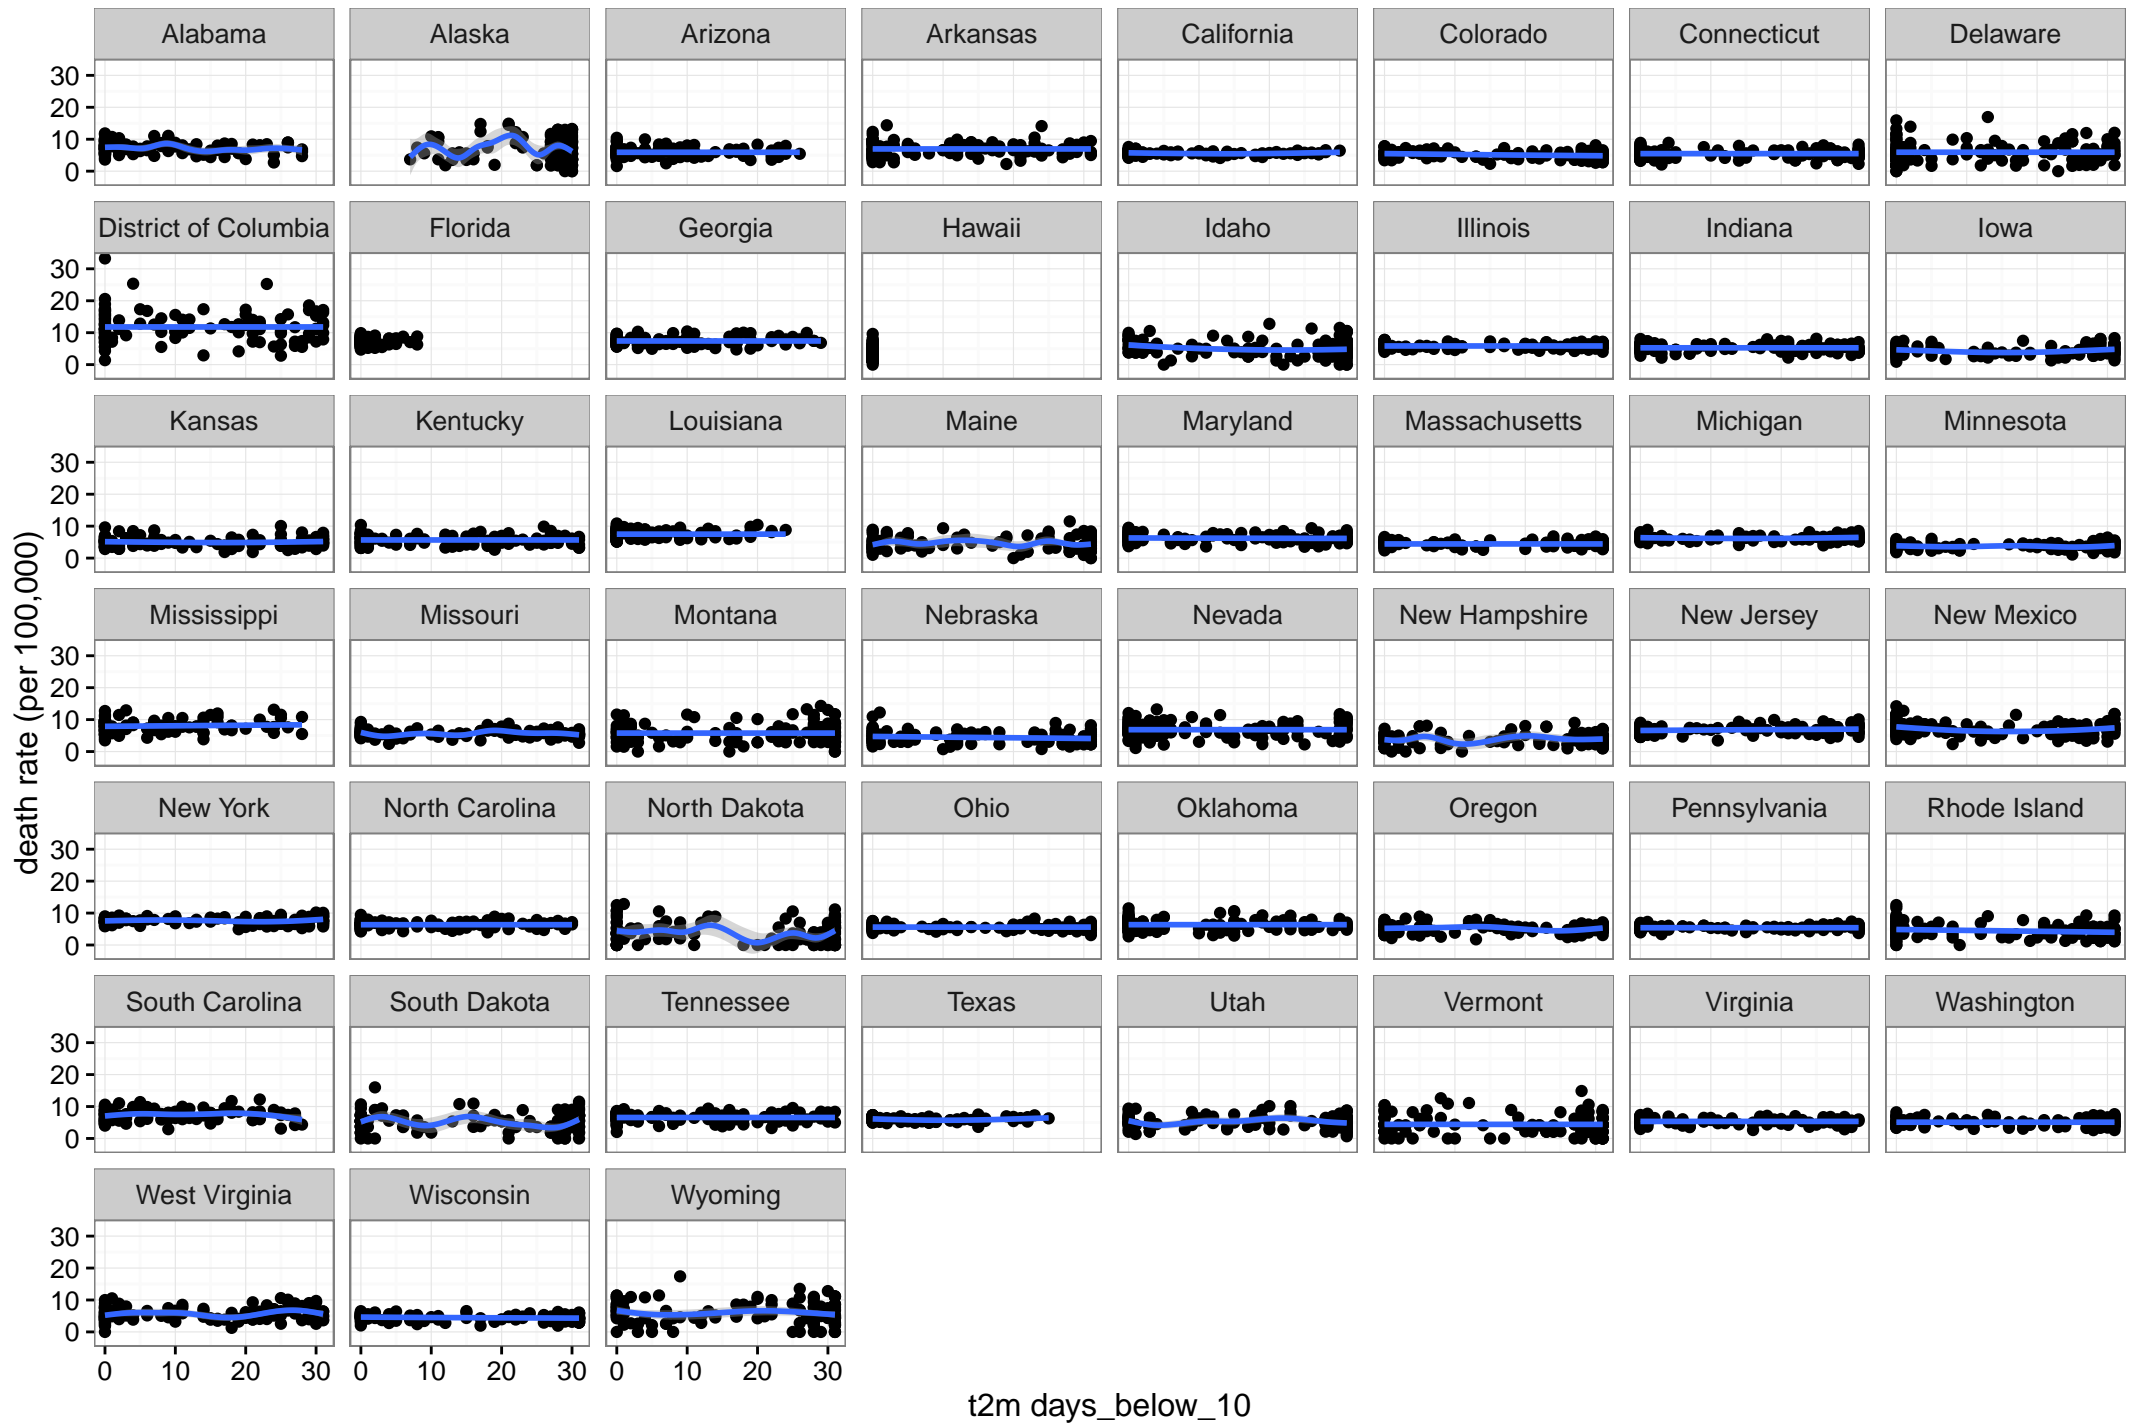 Alabama Alaska Arizona Arkansas California Colorado Connecticut Delaware
30
20
10
0
District of Columbia Florida Georgia Hawaii Idaho Illinois Indiana Iowa
30
20
10
0
Kansas Kentucky Louisiana Maine Maryland Massachusetts Michigan Minnesota
30
20
10
0
death rate (per 100,000)
Mississippi Missouri Montana Nebraska Nevada New Hampshire New Jersey New Mexico
30
20
10
0
New York North Carolina North Dakota Ohio Oklahoma Oregon Pennsylvania Rhode Island
30
20
10
0
South Carolina South Dakota Tennessee Texas Utah Vermont Virginia Washington
30
20
10
0
West Virginia Wisconsin Wyoming
30
20
10
0
0 10 20 30 0 10 20 30 0 10 20 30
t2m days_below_10